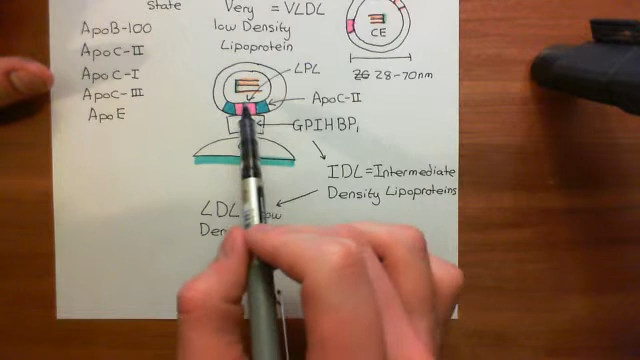 State
ApoB-100
ApoC-II
ApoC-I
ApoC-III
ApoE
Very = VLDL
low Density
Lipoprotein
CE
28-70nm
LPL
ApoC-II
GPIHBP1
IDL = Intermediate
Density Lipoproteins
LDL